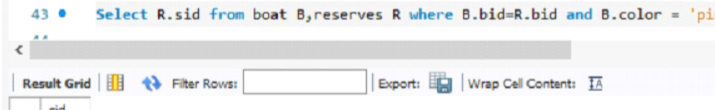 43 Select R.sid from boat B,reserves R where B.bid=R.bid and B.color = 'pi
Result Grid Filter Rows: Export: Wrap Cell Content: IA
sid